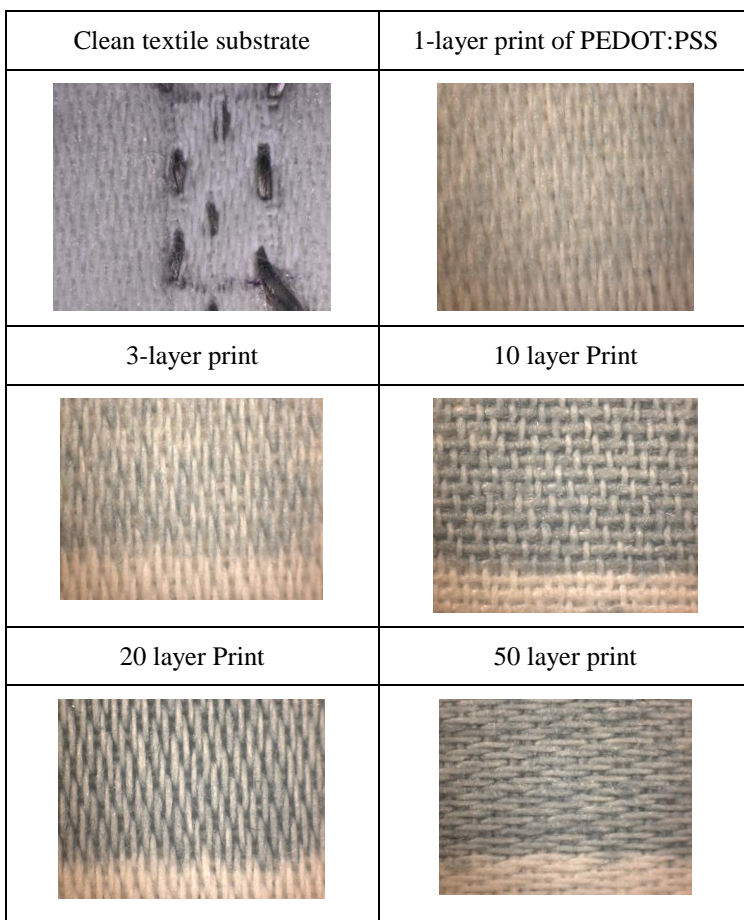 Clean textile substrate
1-layer print of PEDOT:PSS
3-layer print
10 layer Print
20 layer Print
50 layer print